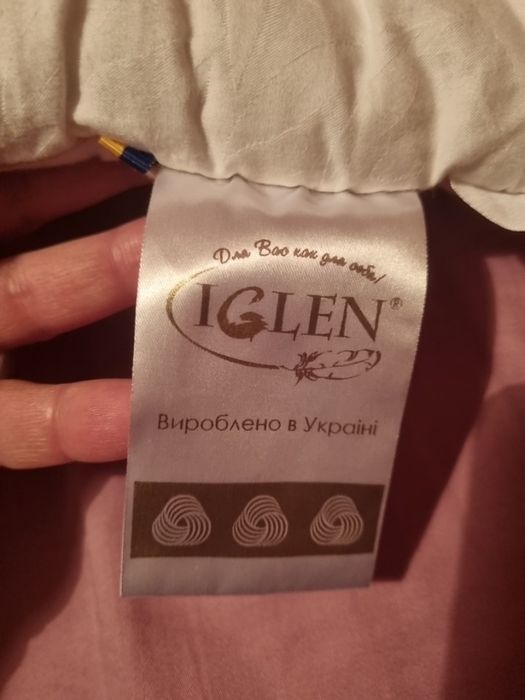 Для Вас как для себя!
IGLEN®
Вироблено в Україні